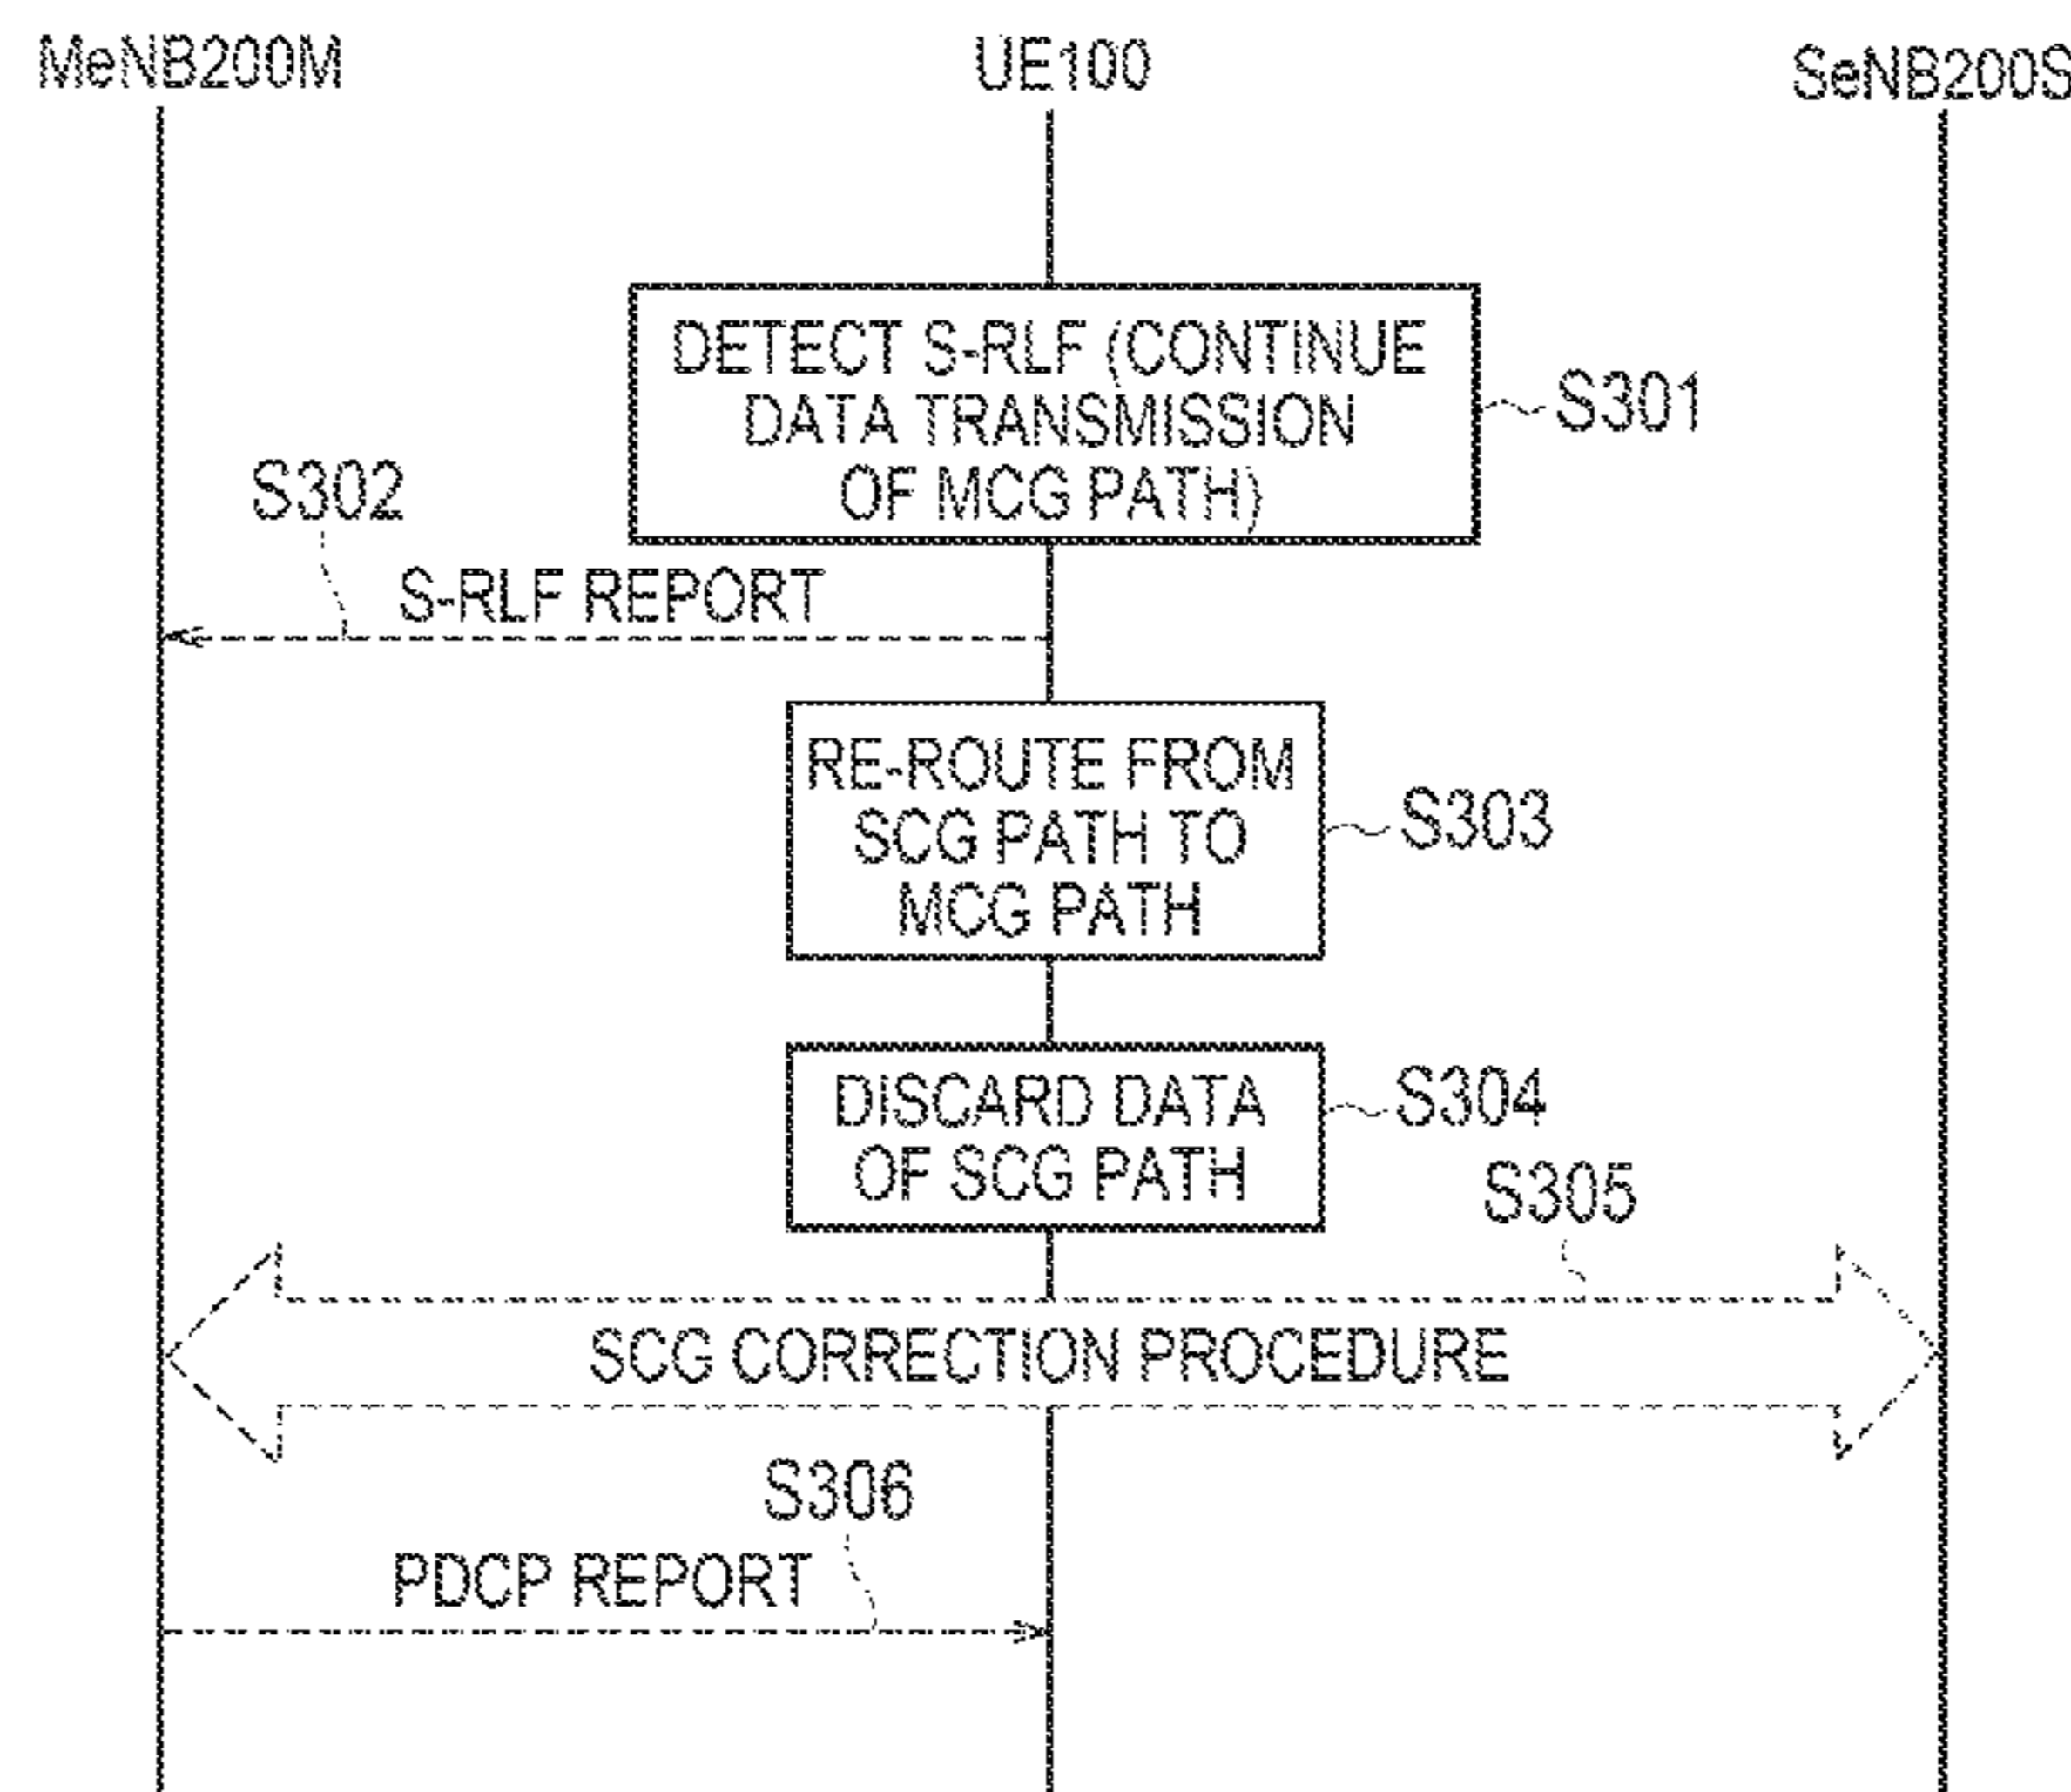 MeNB200M
UE100
SeNB200S
DETECT S-RLF (CONTINUE
DATA TRANSMISSION
OF MCG PATH)
S301
S302
S-RLF REPORT
RE-ROUTE FROM
SCG PATH TO
MCG PATH
S303
DISCARD DATA
OF SCG PATH
S304
S305
SCG CORRECTION PROCEDURE
S306
PDCP REPORT